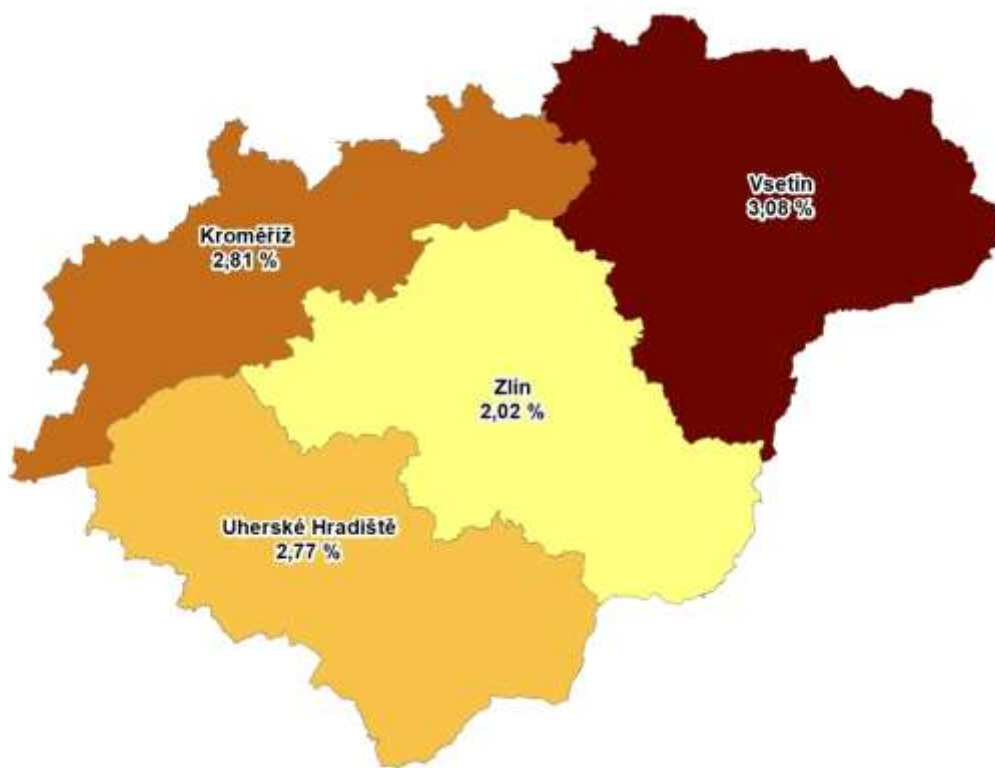 Vsetín
3,08 %
Kroměříž
2,81 %
Zlín
2,02 %
Uherské Hradiště
2,77 %